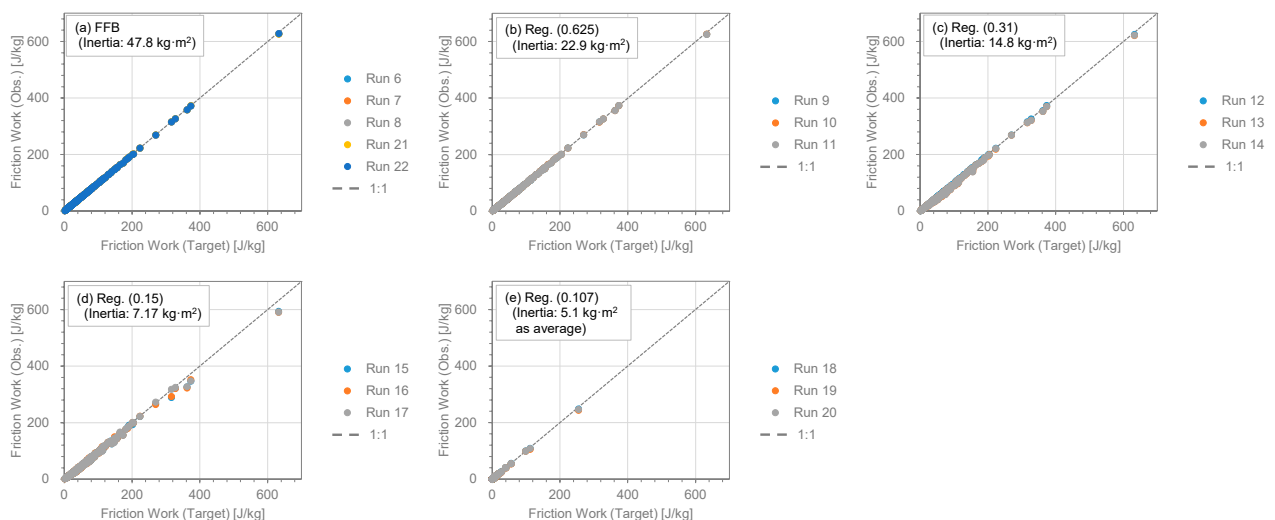 (a) FFB
(Inertia: 47.8 kg·m²)
Friction Work (Obs.) [J/kg]
600
400
200
0
0 200 400 600
Friction Work (Target) [J/kg]
Run 6
Run 7
Run 8
Run 21
Run 22
1:1
(b) Reg. (0.625)
(Inertia: 22.9 kg·m²)
Friction Work (Obs.) [J/kg]
600
400
200
0
0 200 400 600
Friction Work (Target) [J/kg]
Run 9
Run 10
Run 11
1:1
(c) Reg. (0.31)
(Inertia: 14.8 kg·m²)
Friction Work (Obs.) [J/kg]
600
400
200
0
0 200 400 600
Friction Work (Target) [J/kg]
Run 12
Run 13
Run 14
1:1
(d) Reg. (0.15)
(Inertia: 7.17 kg·m²)
Friction Work (Obs.) [J/kg]
600
400
200
0
0 200 400 600
Friction Work (Target) [J/kg]
Run 15
Run 16
Run 17
1:1
(e) Reg. (0.107)
(Inertia: 5.1 kg·m²
as average)
Friction Work (Obs.) [J/kg]
600
400
200
0
0 200 400 600
Friction Work (Target) [J/kg]
Run 18
Run 19
Run 20
1:1